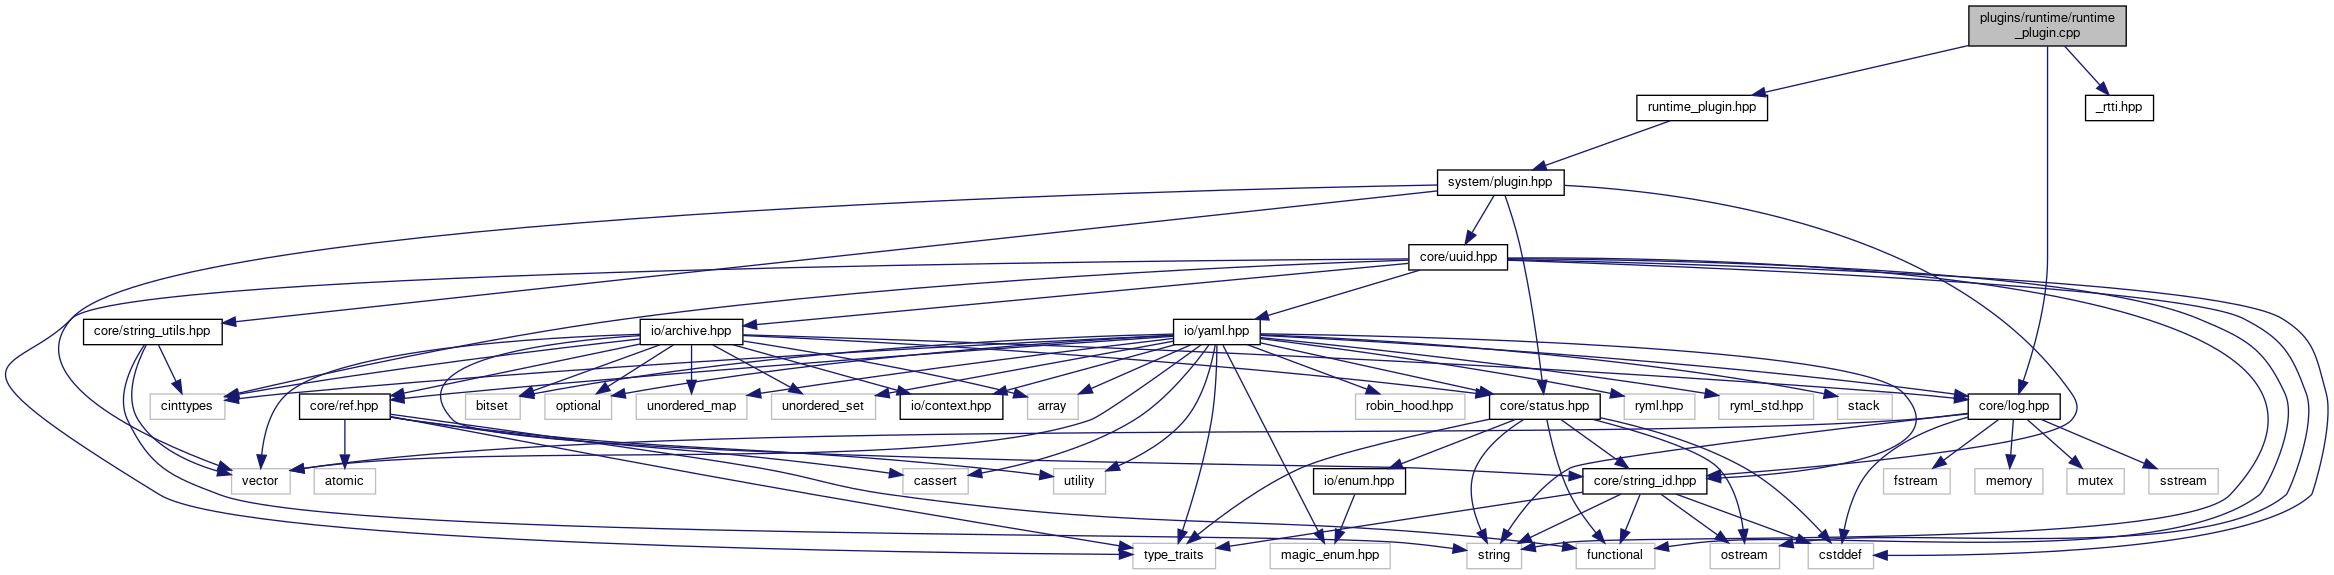 plugins/runtime/runtime
_plugin.cpp
runtime_plugin.hpp
_rtti.hpp
system/plugin.hpp
core/uuid.hpp
core/string_utils.hpp
io/archive.hpp
io/yaml.hpp
cinttypes
core/ref.hpp
bitset
optional
unordered_map
unordered_set
io/context.hpp
array
robin_hood.hpp
core/status.hpp
ryml.hpp
ryml_std.hpp
stack
core/log.hpp
vector
atomic
cassert
utility
io/enum.hpp
core/string_id.hpp
fstream
memory
mutex
sstream
type_traits
magic_enum.hpp
string
functional
ostream
cstddef